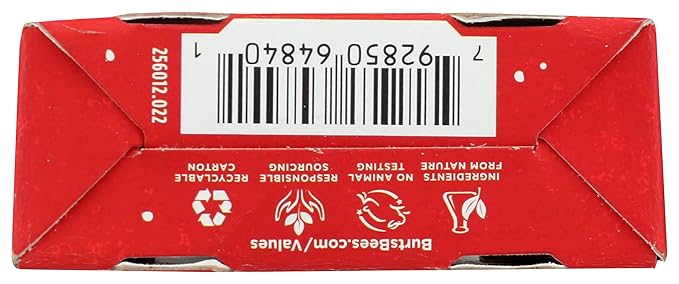 BurtsBees.com/Values
INGREDIENTS
FROM NATURE
NO ANIMAL
TESTING
RESPONSIBLE
SOURCING
RECYCLABLE
CARTON
7 92850 64840 1
256012.022